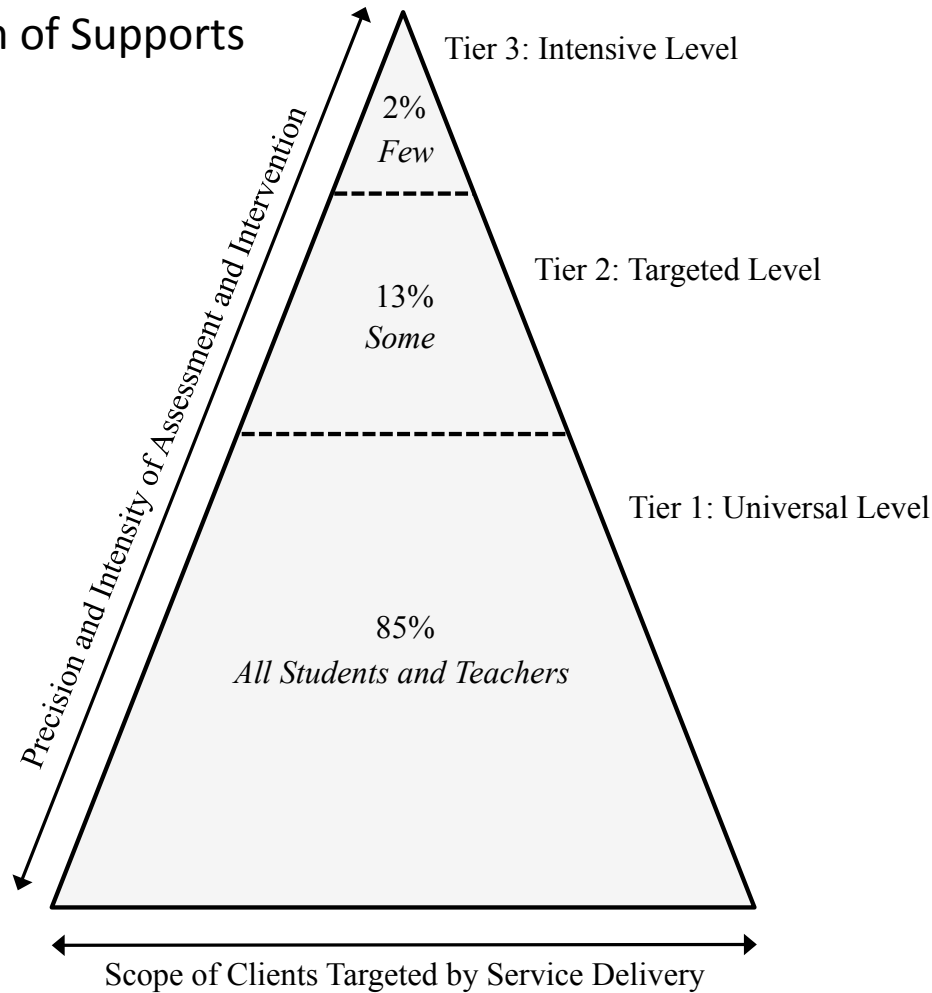 of Supports
Tier 3: Intensive Level
2%
Few
Tier 2: Targeted Level
13%
Some
Precision and Intensity of Assessment and Intervention
Tier 1: Universal Level
85%
All Students and Teachers
Scope of Clients Targeted by Service Delivery